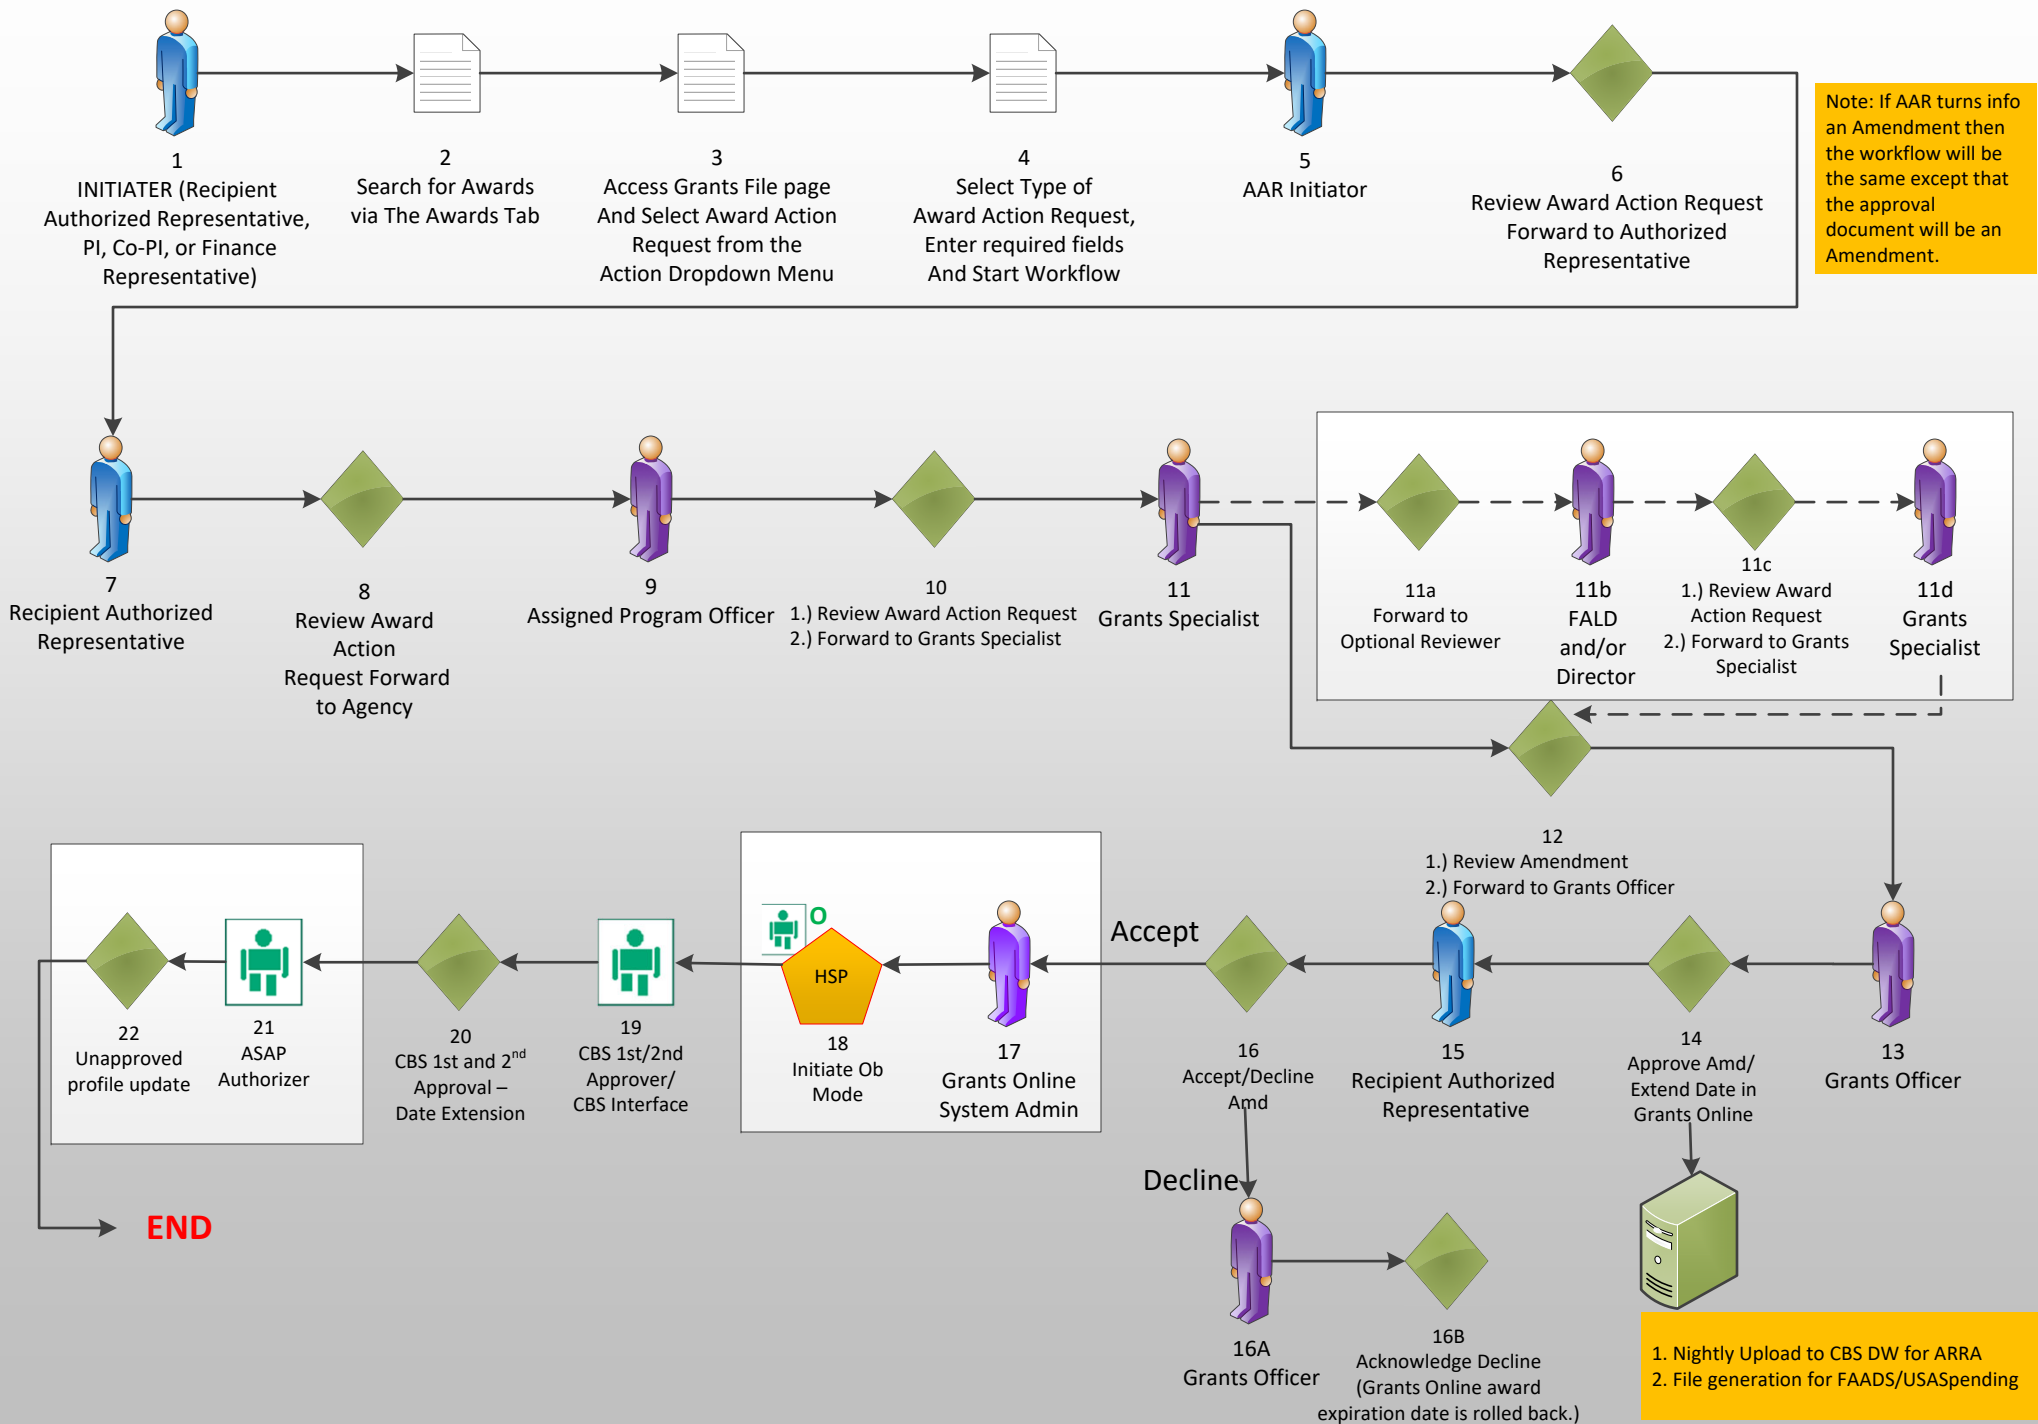 1
INITIATER (Recipient
Authorized Representative,
PI, Co-PI, or Finance
Representative)
2
Search for Awards
via The Awards Tab
3
Access Grants File page
And Select Award Action
Request from the
Action Dropdown Menu
4
Select Type of
Award Action Request,
Enter required fields
And Start Workflow
5
AAR Initiator
6
Review Award Action Request
Forward to Authorized
Representative
Note: If AAR turns info
an Amendment then
the workflow will be
the same except that
the approval
document will be an
Amendment.
7
Recipient Authorized
Representative
8
Review Award
Action
Request Forward
to Agency
9
Assigned Program Officer
10
1.) Review Award Action Request
2.) Forward to Grants Specialist
11
Grants Specialist
11a
Forward to
Optional Reviewer
11b
FALD
and/or
Director
11c
1.) Review Award
Action Request
2.) Forward to Grants
Specialist
11d
Grants
Specialist
12
1.) Review Amendment
2.) Forward to Grants Officer
13
Grants Officer
14
Approve Amd/
Extend Date in
Grants Online
15
Recipient Authorized
Representative
16
Accept/Decline
Amd
Accept
Decline
17
Grants Online
System Admin
O
HSP
18
Initiate Ob
Mode
19
CBS 1st/2nd
Approver/
CBS Interface
20
CBS 1st and 2nd
Approval –
Date Extension
21
ASAP
Authorizer
22
Unapproved
profile update
END
16A
Grants Officer
16B
Acknowledge Decline
(Grants Online award
expiration date is rolled back.)
1. Nightly Upload to CBS DW for ARRA
2. File generation for FAADS/USASpending